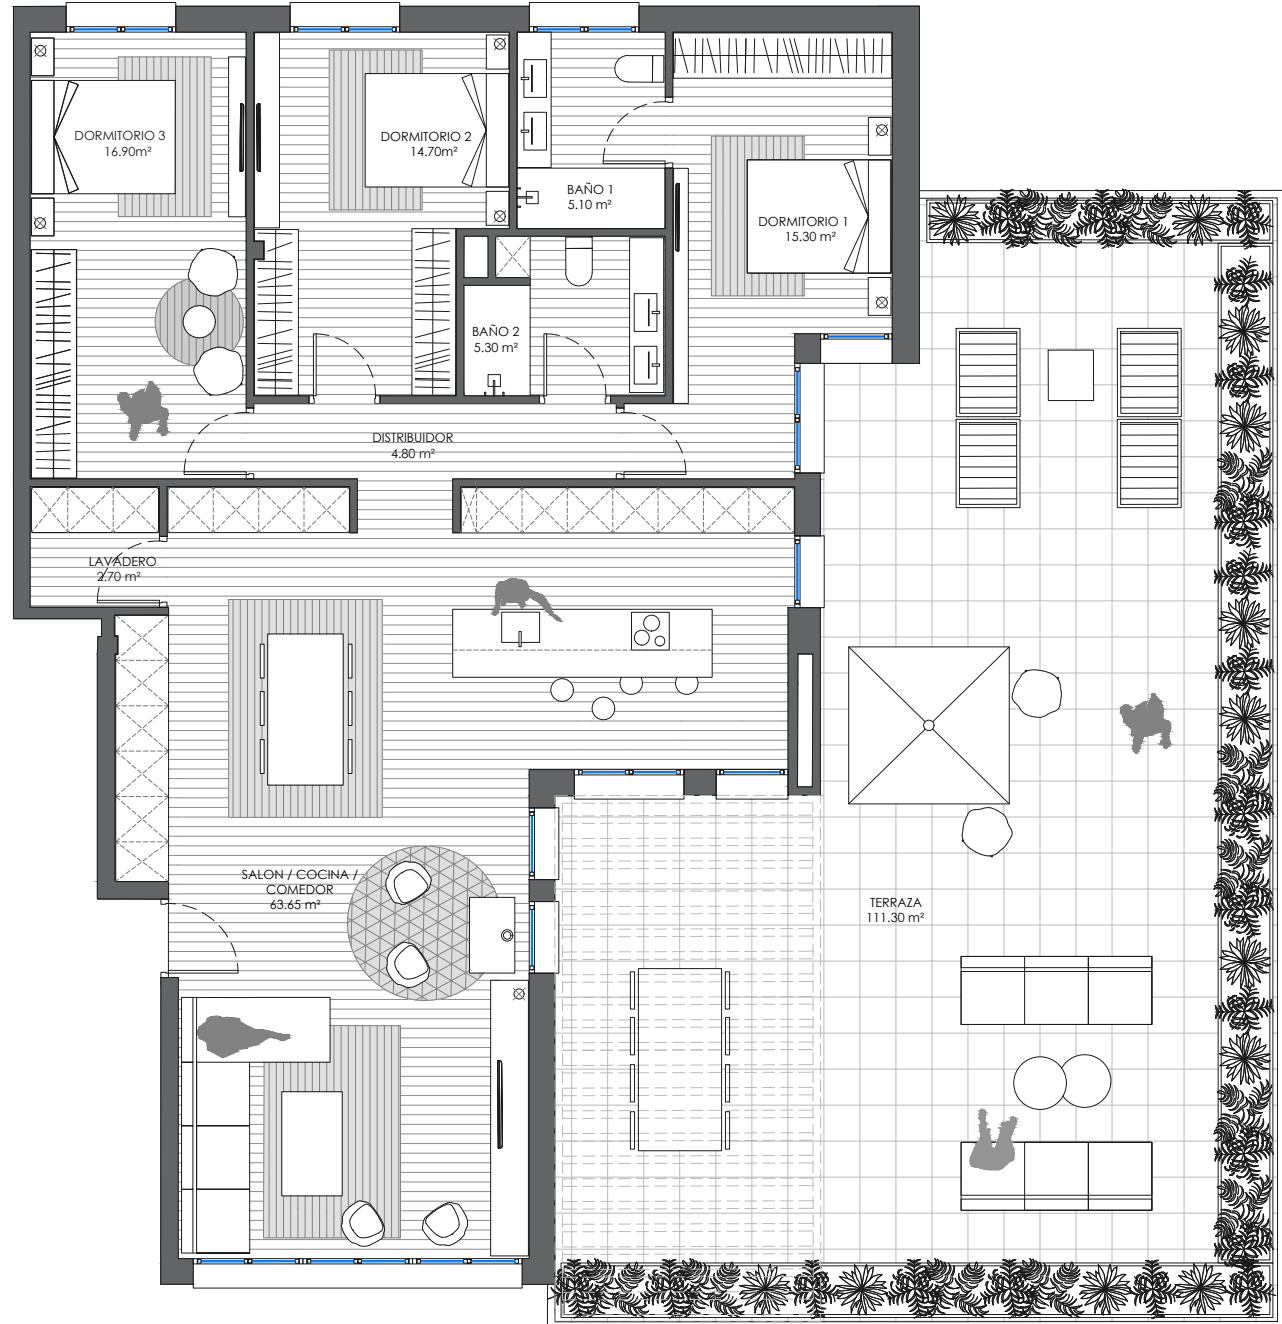 DORMITORIO 3
16.90m²
DORMITORIO 2
14.70m²
BAÑO 1
5.10 m²
DORMITORIO 1
15.30 m²
BAÑO 2
5.30 m²
DISTRIBUIDOR
4.80 m²
LAVADERO
2.70 m²
SALON / COCINA /
COMEDOR
63.65 m²
TERRAZA
111.30 m²